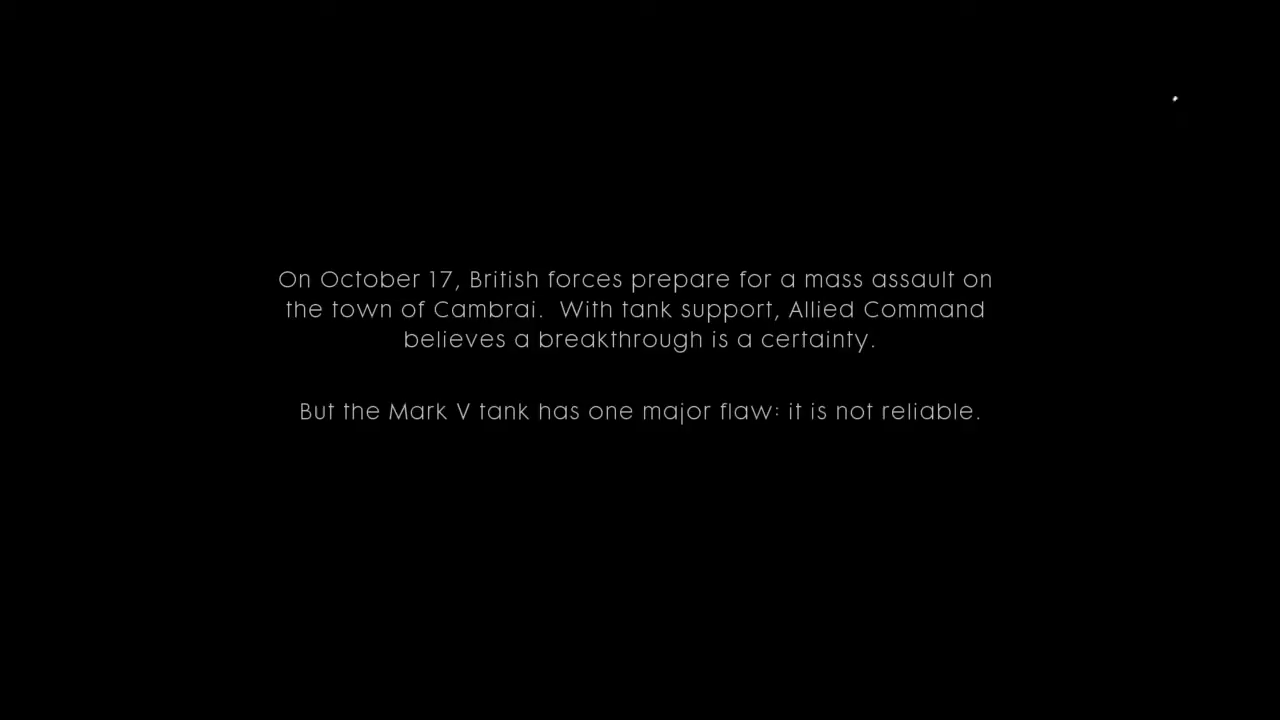 On October 17, British forces prepare for a mass assault on
the town of Cambrai.  With tank support, Allied Command
believes a breakthrough is a certainty.
But the Mark V tank has one major flaw: it is not reliable.